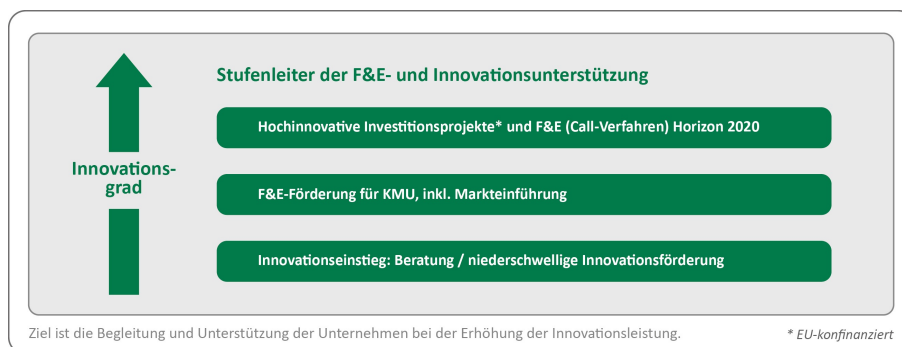 Stufenleiter der F&E- und Innovationsunterstützung
Hochinnovative Investitionsprojekte* und F&E (Call-Verfahren) Horizon 2020
Innovations-
grad
F&E-Förderung für KMU, inkl. Markteinführung
Innovationseinstieg: Beratung / niederschwellige Innovationsförderung
Ziel ist die Begleitung und Unterstützung der Unternehmen bei der Erhöhung der Innovationsleistung.
* EU-konfinanziert